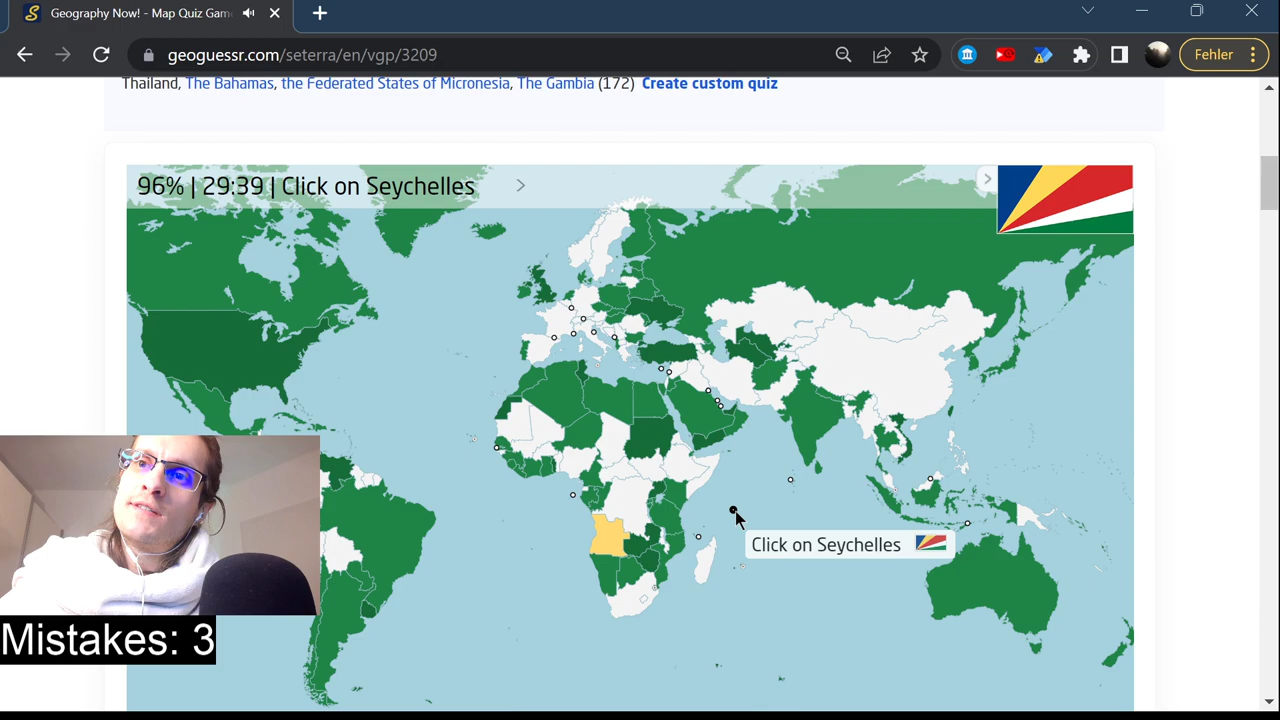 Geography Now! - Map Quiz Gam
geoguessr.com/seterra/en/vgp/3209
Fehler
Thailand, The Bahamas, the Federated States of Micronesia, The Gambia (172) Create custom quiz
96% | 29:39 | Click on Seychelles
Click on Seychelles
Mistakes: 3